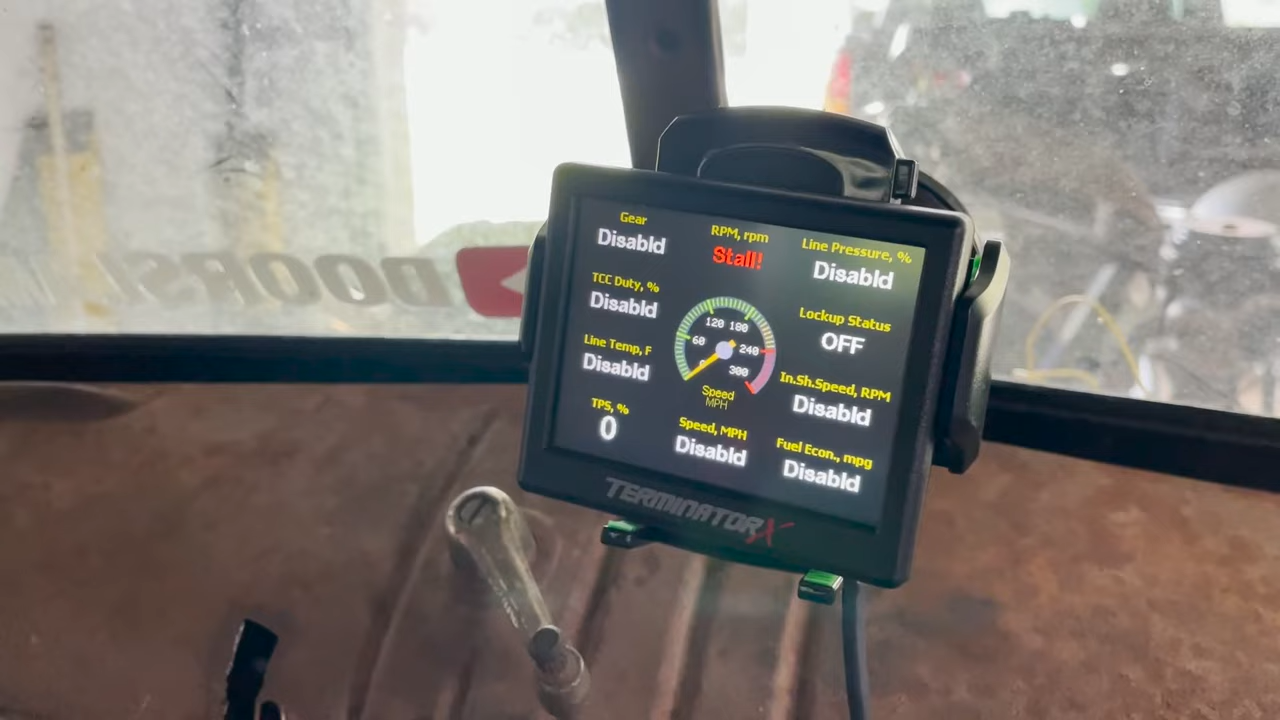 Gear
Disabld
RPM, rpm
Stall!
Line Pressure, %
Disabld
TCC Duty, %
Disabld
Lockup Status
OFF
Line Temp, F
Disabld
0
60
120
180
240
300
Speed
MPH
In.Sh.Speed, RPM
Disabld
TPS, %
0
Speed, MPH
Disabld
Fuel Econ., mpg
Disabld
TERMINATOR X
DOORS